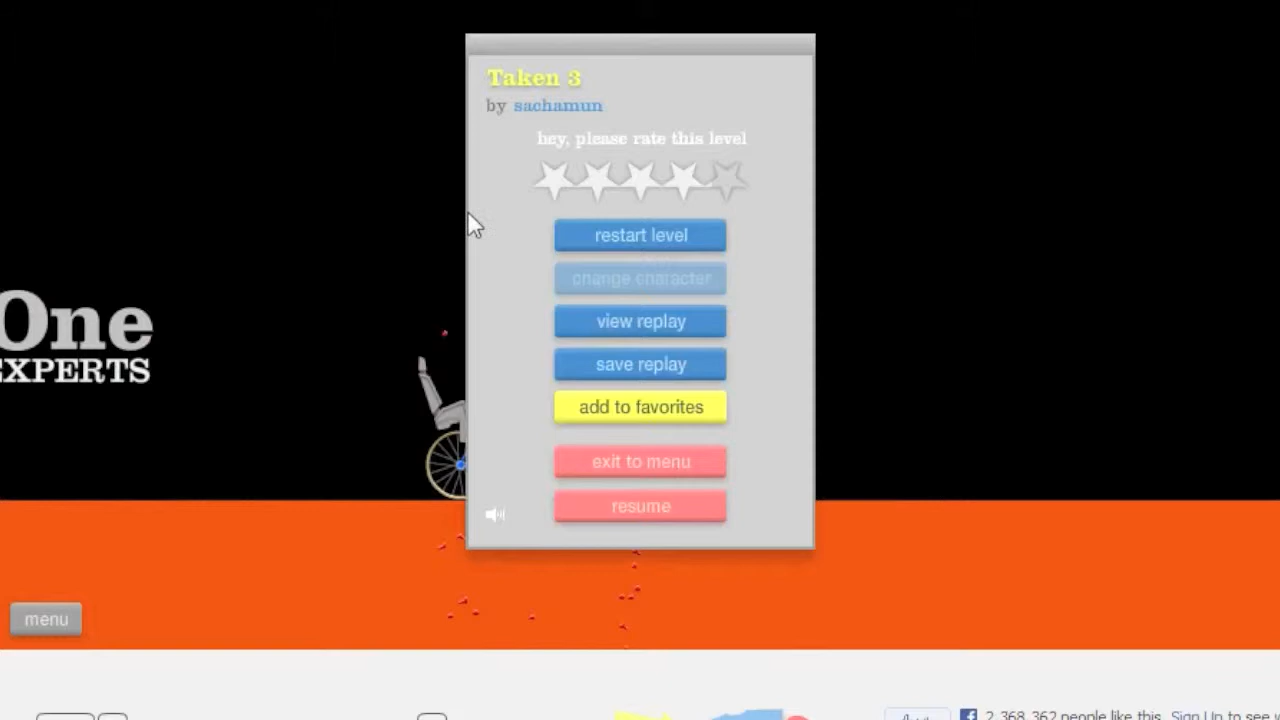 Taken 3
by sachamun
hey, please rate this level
restart level
change character
view replay
save replay
add to favorites
exit to menu
resume
One
EXPERTS
menu
2,368,362 people like this. Sign Up to see